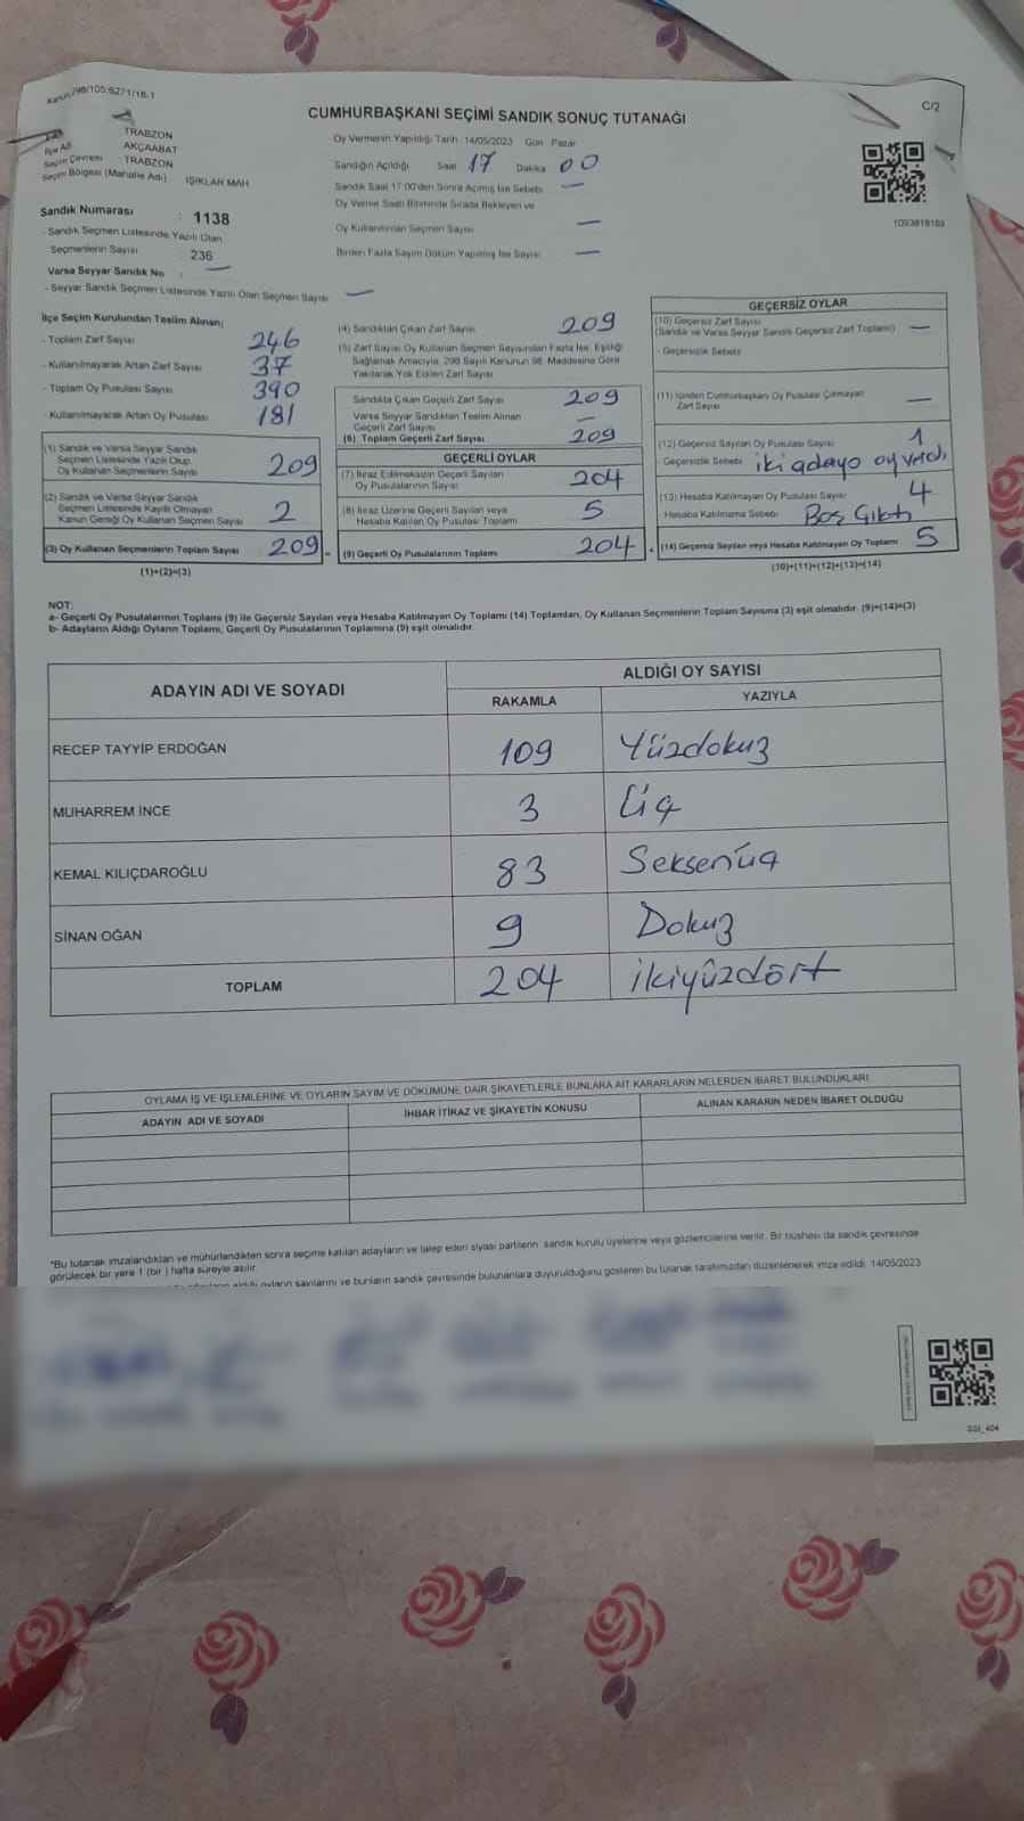 C/2
CUMHURBAŞKANI SEÇİMİ SANDIK SONUÇ TUTANAĞI
TRABZON
İlçe Adı AKÇAABAT
Seçim Çevresi TRABZON
Seçim Bölgesi (Mahalle Adı) IŞIKLAR MAH
Sandık Numarası : 1138
- Sandık Seçmen Listesinde Yazılı Olan
Seçmenlerin Sayısı 236
Varsa Seyyar Sandık No : —
- Seyyar Sandık Seçmen Listesinde Yazılı Olan Seçmen Sayısı —
Oy Vermenin Yapıldığı Tarih 14/05/2023 Gün Pazar
Sandığın Açıldığı Saat 17 Dakika 00
Sandık Saat 17:00'den Sonra Açılmış İse Sebebi —
Oy Verme Saati Bitiminde Sırada Bekleyen ve
Oy Kullandırılan Seçmen Sayısı —
Birden Fazla Sayım Döküm Yapılmış İse Sayısı —
1093818183
İlçe Seçim Kurulundan Teslim Alınan;
- Toplam Zarf Sayısı 246
- Kullanılmayarak Artan Zarf Sayısı 37
- Toplam Oy Pusulası Sayısı 390
- Kullanılmayarak Artan Oy Pusulası 181
(1) Sandık ve Varsa Seyyar Sandık
Seçmen Listesinde Yazılı Olup
Oy Kullanan Seçmenlerin Sayısı 209
(2) Sandık ve Varsa Seyyar Sandık
Seçmen Listesinde Kayıtlı Olmayan
Kanun Gereği Oy Kullanan Seçmen Sayısı 2
(3) Oy Kullanan Seçmenlerin Toplam Sayısı 209
(1)+(2)=(3)
(4) Sandıktan Çıkan Zarf Sayısı 209
(5) Zarf Sayısı Oy Kullanan Seçmen Sayısından Fazla İse, Eşitliği
Sağlamak Amacıyla, 298 Sayılı Kanunun 98. Maddesine Göre
Yakılarak Yok Edilen Zarf Sayısı
Sandıkta Çıkan Geçerli Zarf Sayısı 209
Varsa Seyyar Sandıktan Teslim Alınan
Geçerli Zarf Sayısı —
(6) Toplam Geçerli Zarf Sayısı 209
GEÇERLİ OYLAR
(7) İtiraz Edilmeksizin Geçerli Sayılan
Oy Pusulalarının Sayısı 204
(8) İtiraz Üzerine Geçerli Sayılan veya
Hesaba Katılan Oy Pusulası Toplamı 5
(9) Geçerli Oy Pusulalarının Toplamı 204
GEÇERSİZ OYLAR
(10) Geçersiz Zarf Sayısı
(Sandık ve Varsa Seyyar Sandık Geçersiz Zarf Toplamı) —
- Geçersizlik Sebebi
(11) İçinden Cumhurbaşkanı Oy Pusulası Çıkmayan
Zarf Sayısı —
(12) Geçersiz Sayılan Oy Pusulası Sayısı 1
Geçersizlik Sebebi iki adaya oy verdi
(13) Hesaba Katılmayan Oy Pusulası Sayısı 4
Hesaba Katılmama Sebebi Boş Çıktı
(14) Geçersiz Sayılan veya Hesaba Katılmayan Oy Toplamı 5
(10)+(11)+(12)+(13)=(14)
NOT:
a- Geçerli Oy Pusulalarının Toplamı (9) ile Geçersiz Sayılan veya Hesaba Katılmayan Oy Toplamı (14) Toplamları, Oy Kullanan Seçmenlerin Toplam Sayısına (3) eşit olmalıdır. (9)+(14)=(3)
b- Adayların Aldığı Oyların Toplamı, Geçerli Oy Pusulalarının Toplamına (9) eşit olmalıdır.
ADAYIN ADI VE SOYADI
ALDIĞI OY SAYISI
RAKAMLA YAZIYLA
RECEP TAYYİP ERDOĞAN 109 Yüzdokuz
MUHARREM İNCE 3 Üç
KEMAL KILIÇDAROĞLU 83 Seksenüç
SİNAN OĞAN 9 Dokuz
TOPLAM 204 ikiyüzdört
OYLAMA İŞ VE İŞLEMLERİNE VE OYLARIN SAYIM VE DÖKÜMÜNE DAİR ŞİKAYETLERLE BUNLARA AİT KARARLARIN NELERDEN İBARET BULUNDUKLARI
ADAYIN ADI VE SOYADI İHBAR İTİRAZ VE ŞİKAYETİN KONUSU ALINAN KARARIN NEDEN İBARET OLDUĞU
*Bu tutanak imzalandıktan ve mühürlendikten sonra seçime katılan adayların ve talep eden siyasi partilerin sandık kurulu üyelerine veya gözlemcilerine verilir. Bir nüshası da sandık çevresinde
görülecek bir yere 1 (bir) hafta süreyle asılır.
aldığı oyların sayılarını ve bunların sandık çevresinde bulunanlara duyurulduğunu gösteren bu tutanak tarafımızdan düzenlenerek imza edildi. 14/05/2023